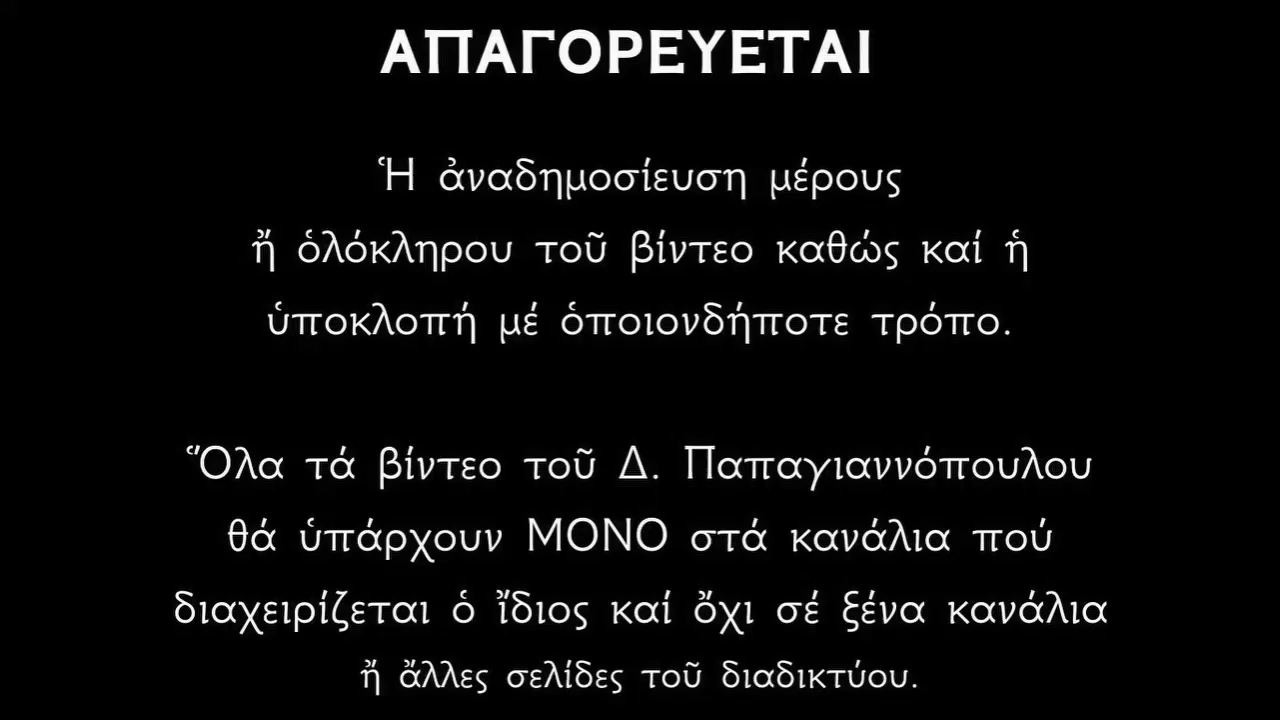 ΑΠΑΓΟΡΕΥΕΤΑΙ
Ἡ ἀναδημοσίευση μέρους
ἤ ὁλόκληρου τοῦ βίντεο καθώς καί ἡ
ὑποκλοπή μέ ὁποιονδήποτε τρόπο.
Ὅλα τά βίντεο τοῦ Δ. Παπαγιαννόπουλου
θά ὑπάρχουν ΜΟΝΟ στά κανάλια πού
διαχειρίζεται ὁ ἴδιος καί ὄχι σέ ξένα κανάλια
ἤ ἄλλες σελίδες τοῦ διαδικτύου.